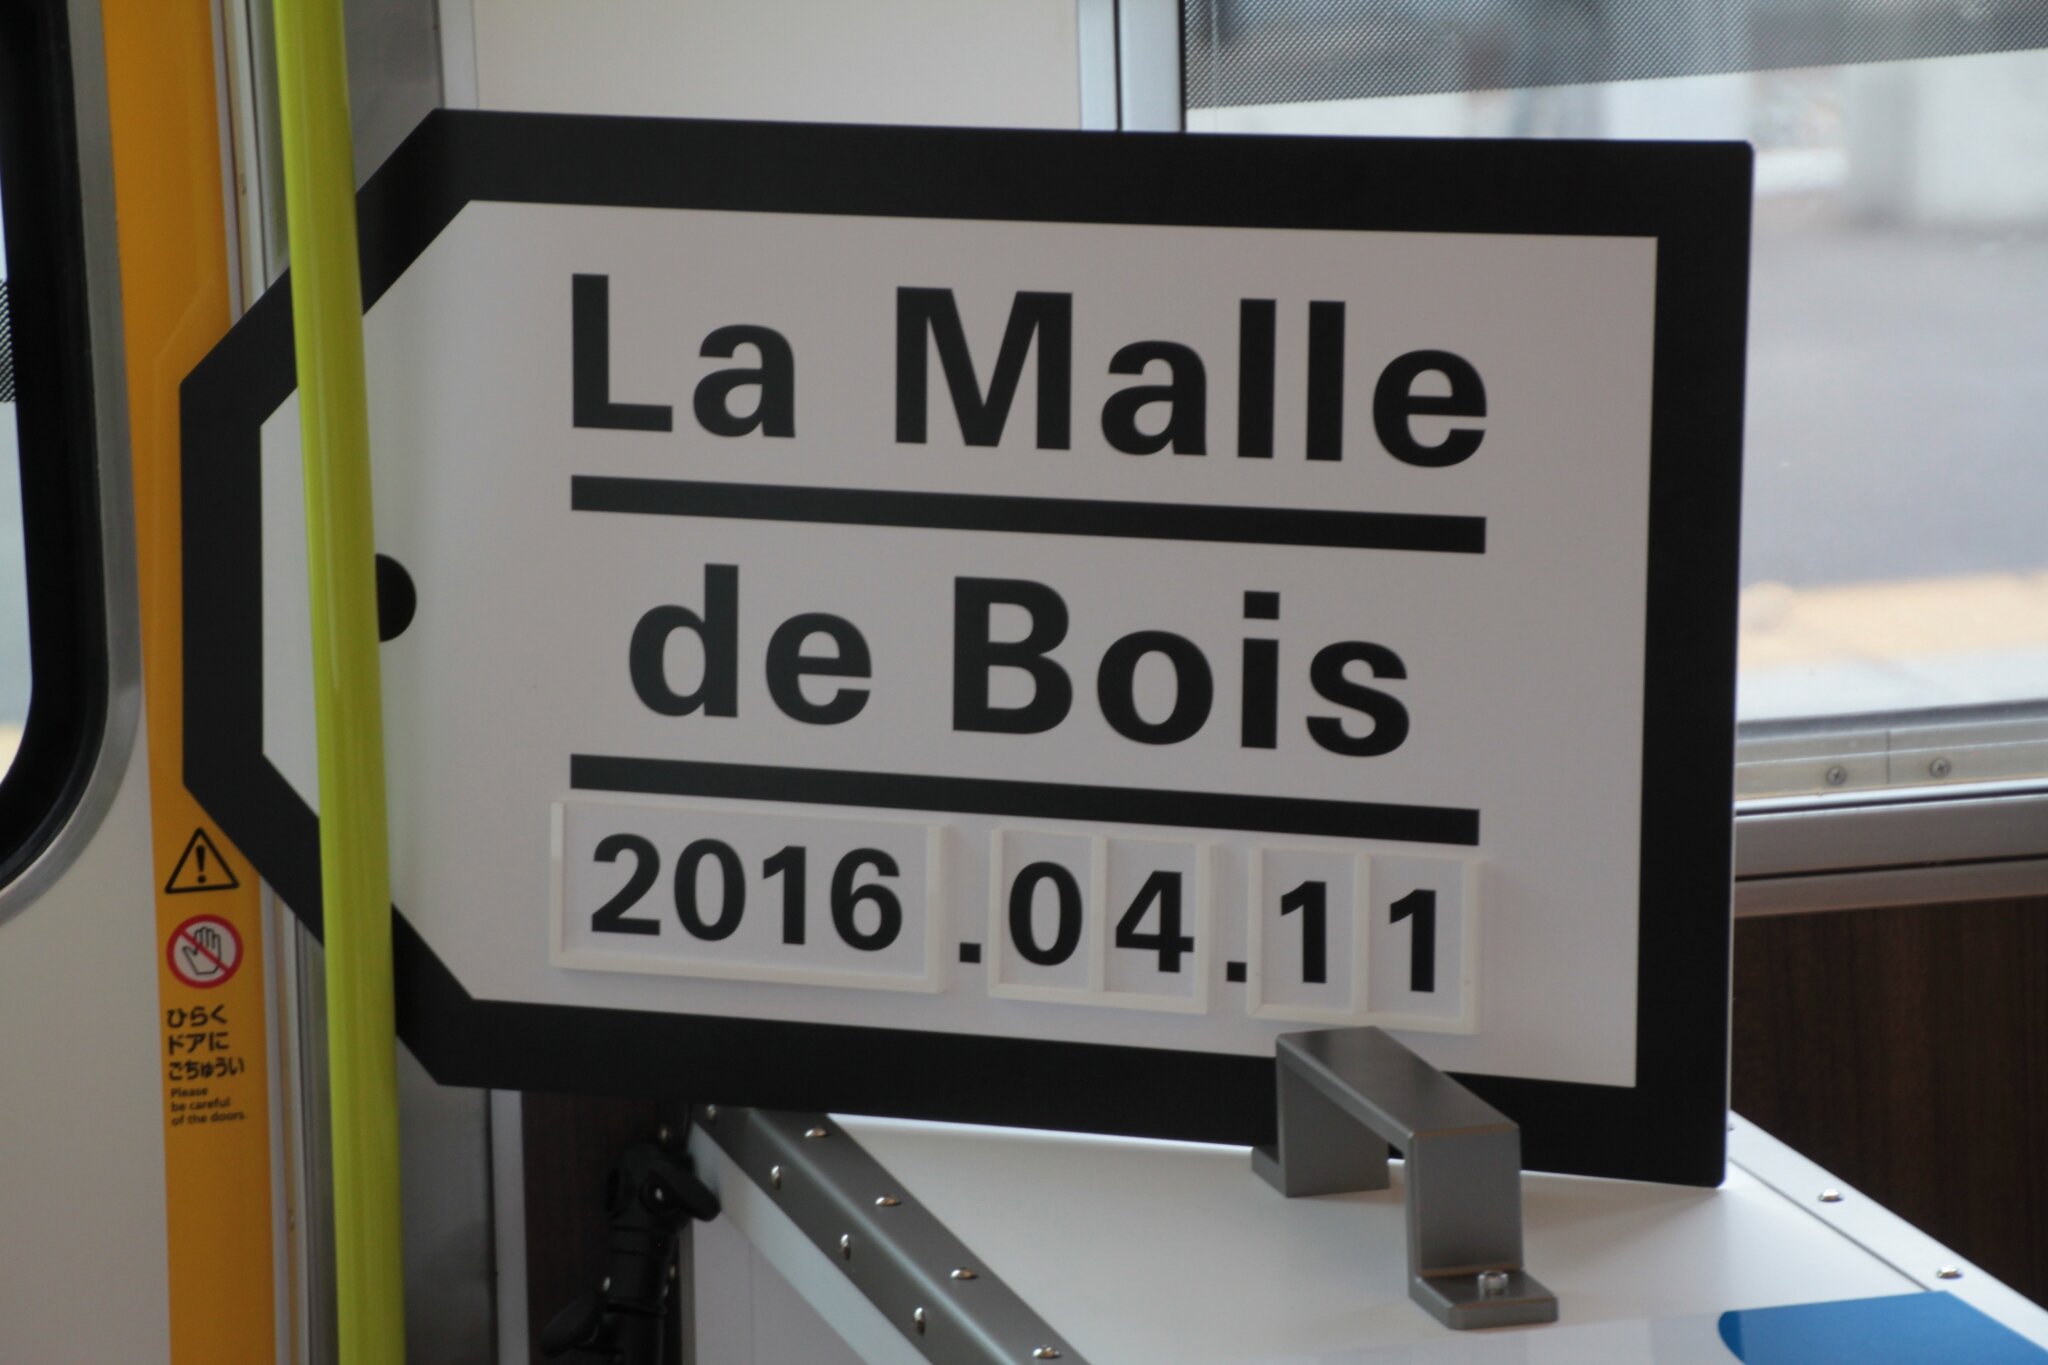 La Malle
de Bois
2016.04.11
ひらく
ドアに
ごちゅうい
Please
be careful
of the doors